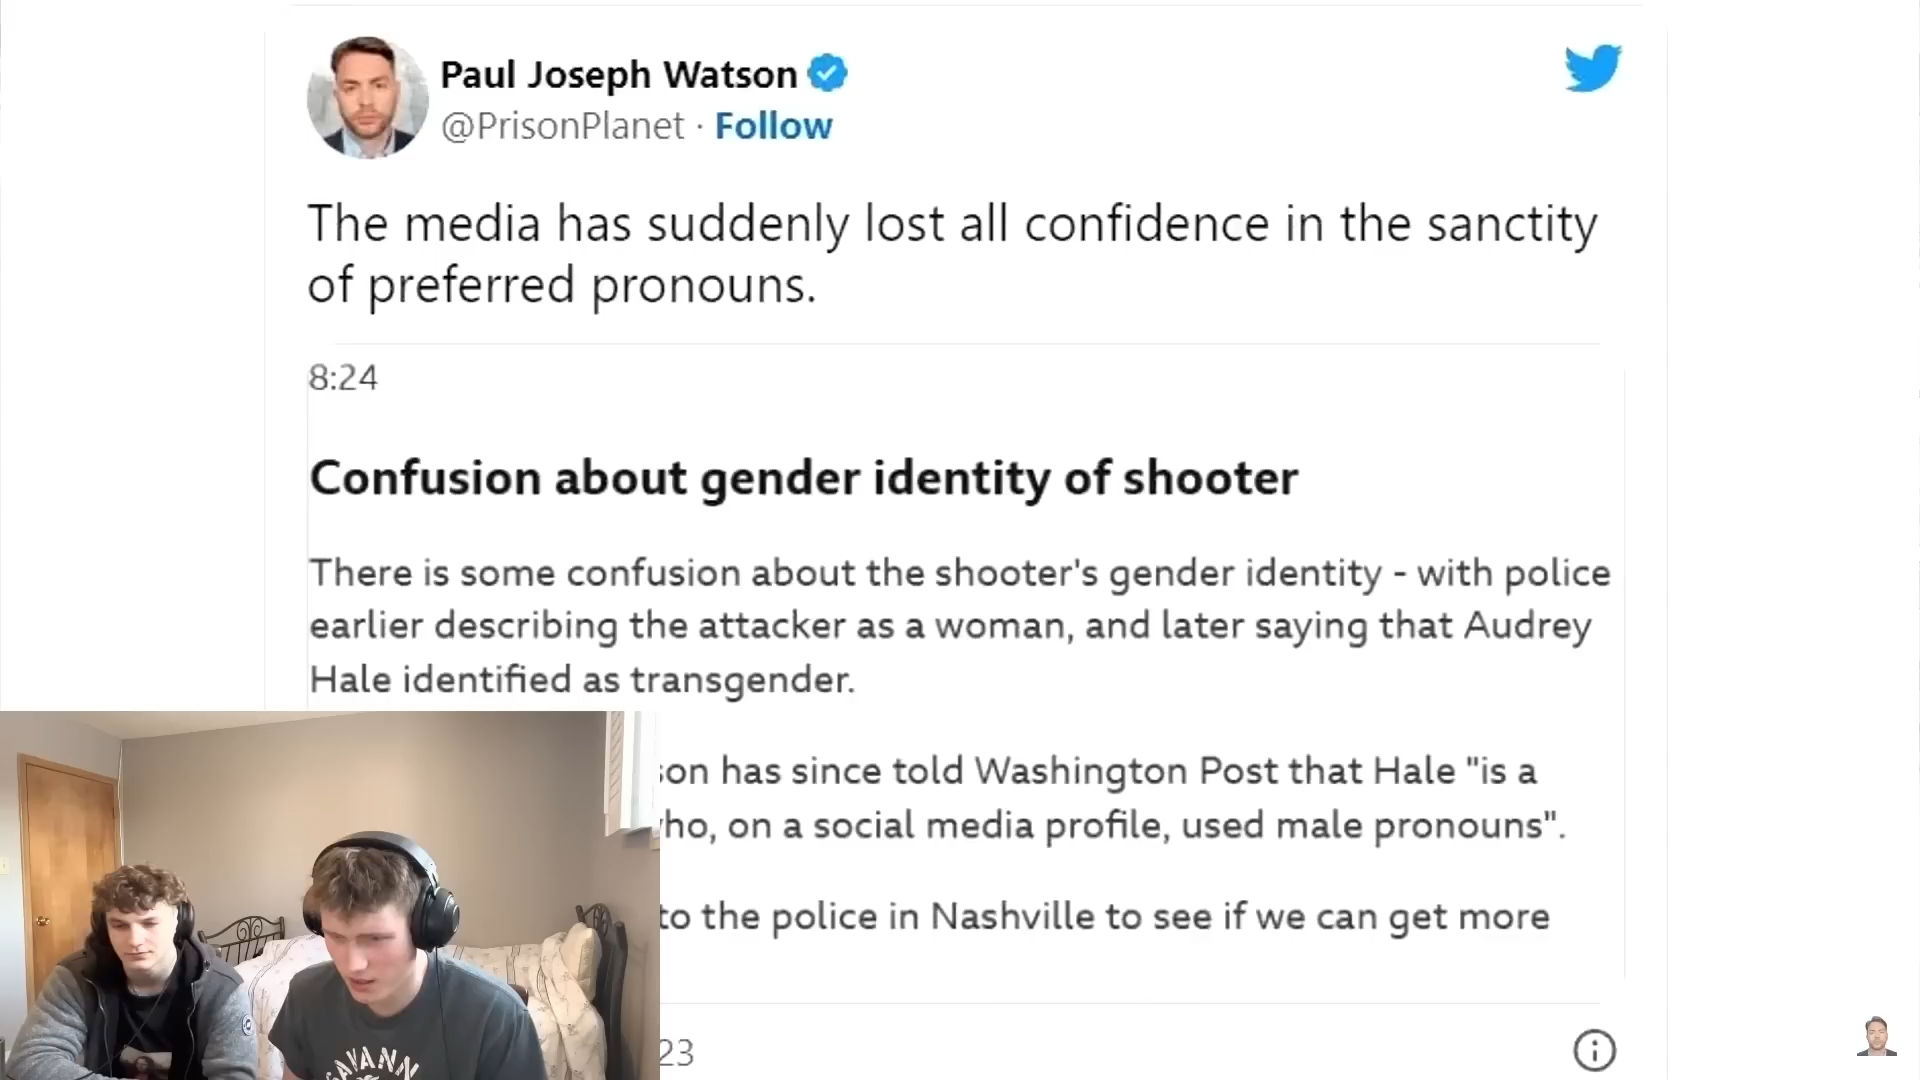 Paul Joseph Watson
@PrisonPlanet · Follow
The media has suddenly lost all confidence in the sanctity
of preferred pronouns.
8:24
Confusion about gender identity of shooter
There is some confusion about the shooter's gender identity - with police
earlier describing the attacker as a woman, and later saying that Audrey
Hale identified as transgender.
son has since told Washington Post that Hale "is a
who, on a social media profile, used male pronouns".
to the police in Nashville to see if we can get more
23